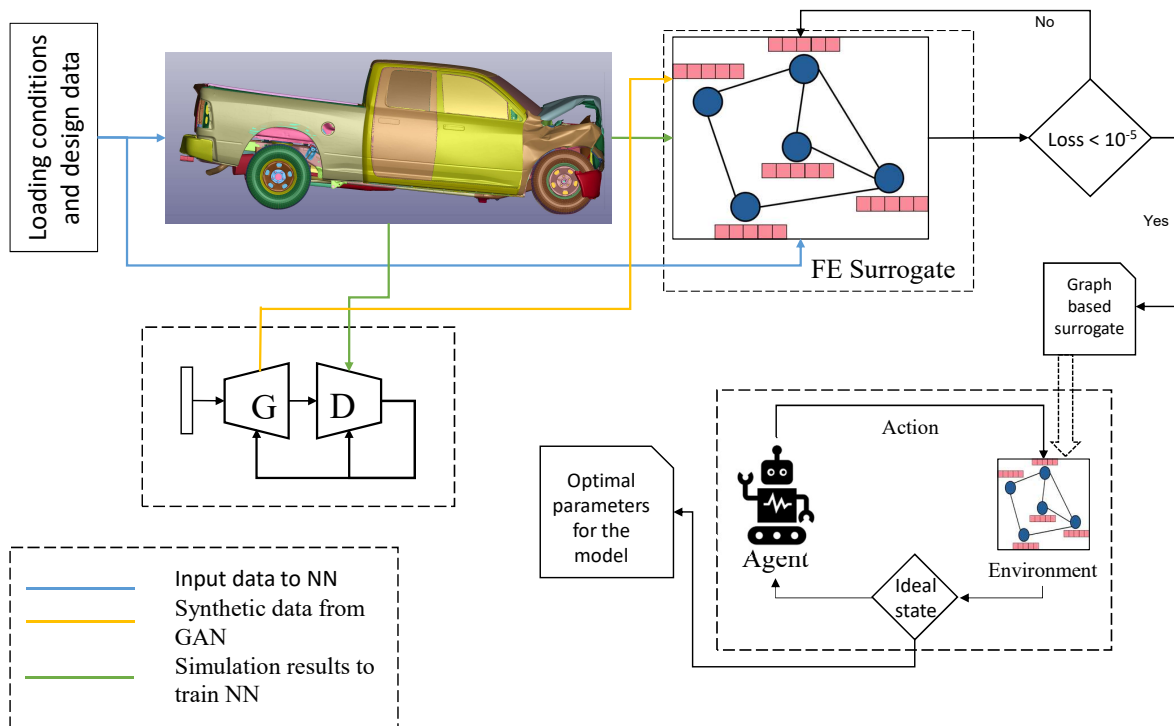 Loading conditions
and design data
No
Loss < 10-5
Yes
FE Surrogate
Graph
based
surrogate
G
D
Action
Optimal
parameters
for the
model
Agent
Environment
Ideal
state
Input data to NN
Synthetic data from
GAN
Simulation results to
train NN